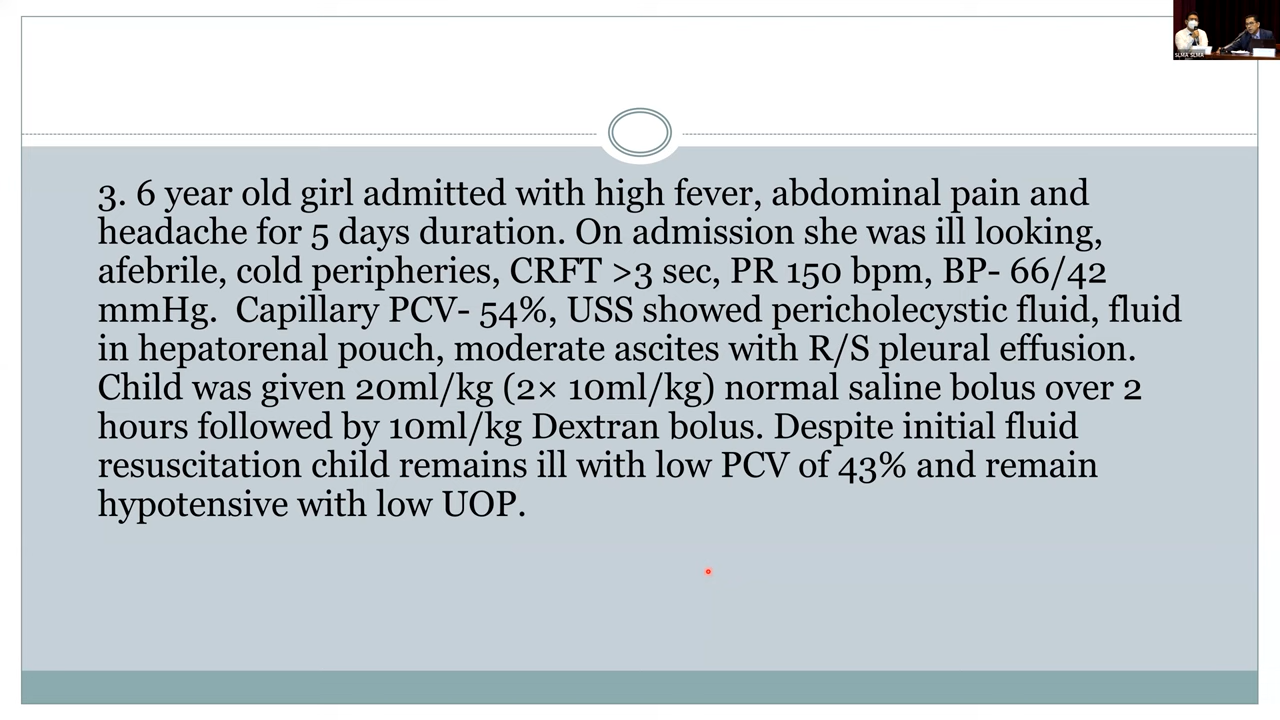 SLMA SLMA
3. 6 year old girl admitted with high fever, abdominal pain and
headache for 5 days duration. On admission she was ill looking,
afebrile, cold peripheries, CRFT >3 sec, PR 150 bpm, BP- 66/42
mmHg.  Capillary PCV- 54%, USS showed pericholecystic fluid, fluid
in hepatorenal pouch, moderate ascites with R/S pleural effusion.
Child was given 20ml/kg (2× 10ml/kg) normal saline bolus over 2
hours followed by 10ml/kg Dextran bolus. Despite initial fluid
resuscitation child remains ill with low PCV of 43% and remain
hypotensive with low UOP.